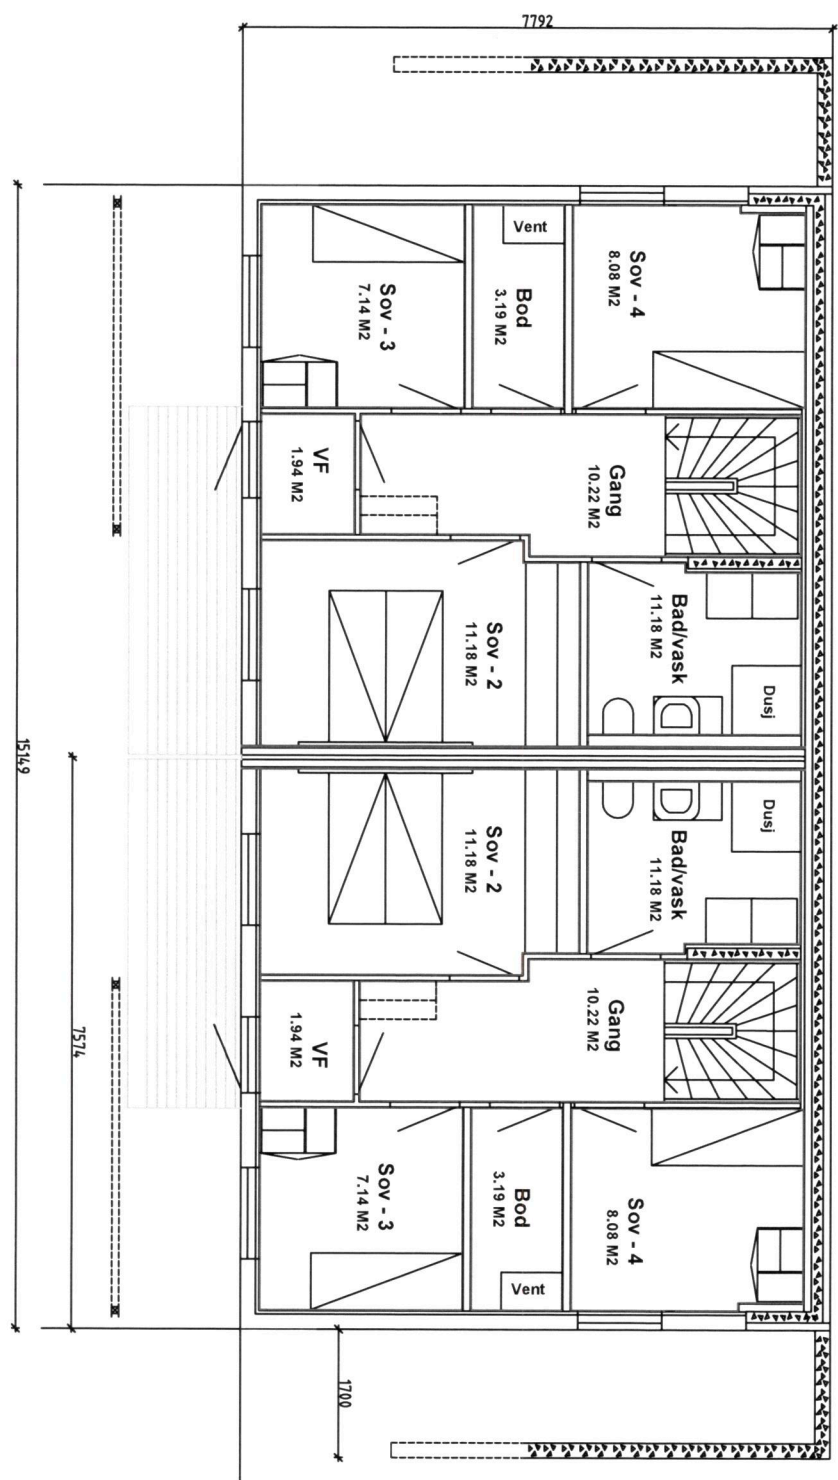 7792
Vent
Sov - 4
8.08 M2
Bod
3.19 M2
Sov - 3
7.14 M2
Gang
10.22 M2
VF
1.94 M2
Bad/vask
11.18 M2
Dusj
Sov - 2
11.18 M2
15149
Dusj
Bad/vask
11.18 M2
Sov - 2
11.18 M2
Gang
10.22 M2
VF
1.94 M2
7574
Sov - 4
8.08 M2
Bod
3.19 M2
Sov - 3
7.14 M2
Vent
1700